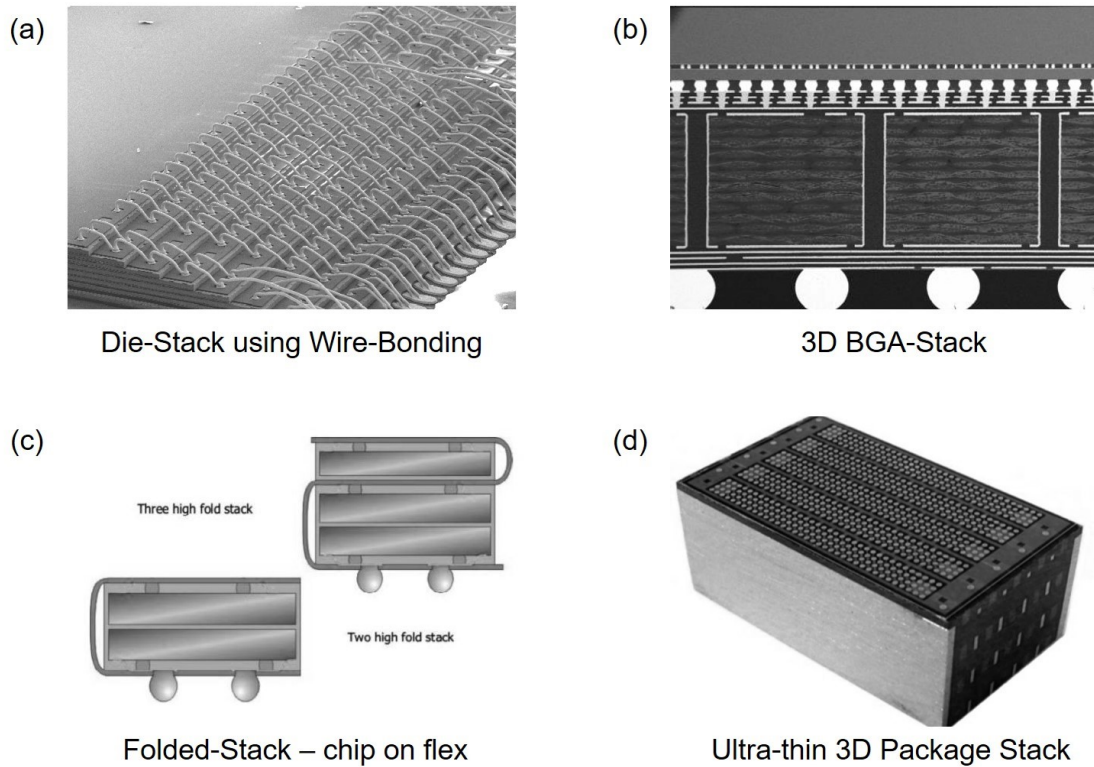 (a)
(b)
Die-Stack using Wire-Bonding
3D BGA-Stack
(c)
(d)
Three high fold stack
Two high fold stack
Folded-Stack – chip on flex
Ultra-thin 3D Package Stack